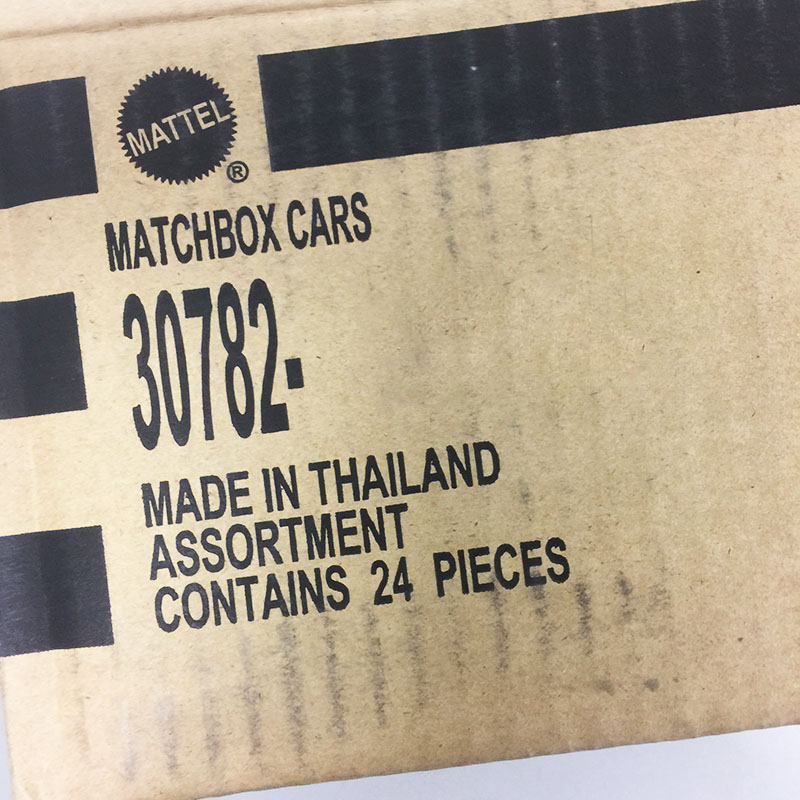 MATTEL
®
MATCHBOX CARS
30782-
MADE IN THAILAND
ASSORTMENT
CONTAINS 24 PIECES